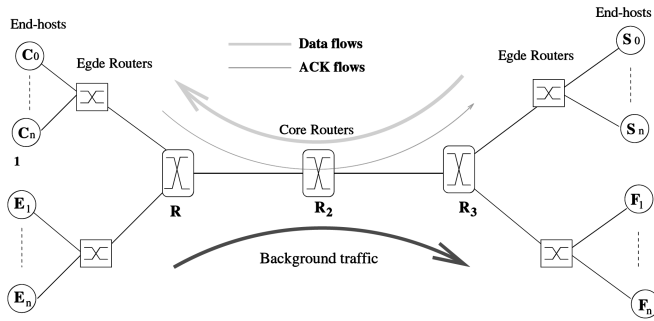 End-hosts
End-hosts
C0
S0
Data flows
Egde Routers
Egde Routers
ACK flows
Cn
Core Routers
Sn
1
R
R2
R3
E1
F1
Background traffic
En
Fn